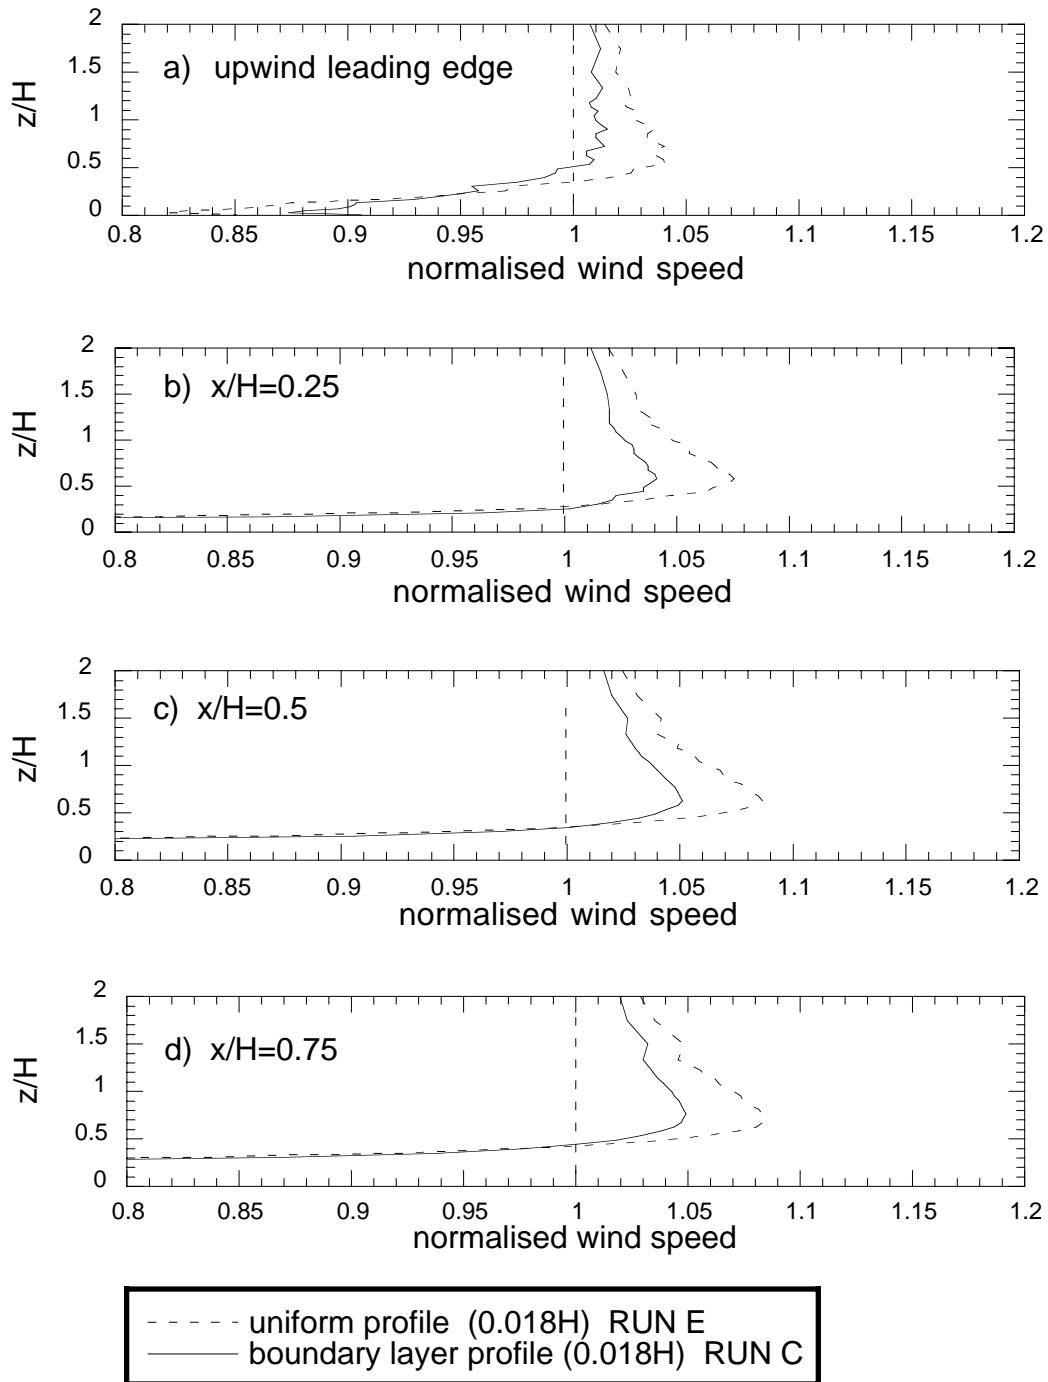 2
a) upwind leading edge
1.5
z/H
1
0.5
0
0.8 0.85 0.9 0.95 1 1.05 1.1 1.15 1.2
normalised wind speed
2
b) x/H=0.25
1.5
z/H
1
0.5
0
0.8 0.85 0.9 0.95 1 1.05 1.1 1.15 1.2
normalised wind speed
2
c) x/H=0.5
1.5
z/H
1
0.5
0
0.8 0.85 0.9 0.95 1 1.05 1.1 1.15 1.2
normalised wind speed
2
d) x/H=0.75
1.5
z/H
1
0.5
0
0.8 0.85 0.9 0.95 1 1.05 1.1 1.15 1.2
normalised wind speed
uniform profile (0.018H) RUN E
boundary layer profile (0.018H) RUN C